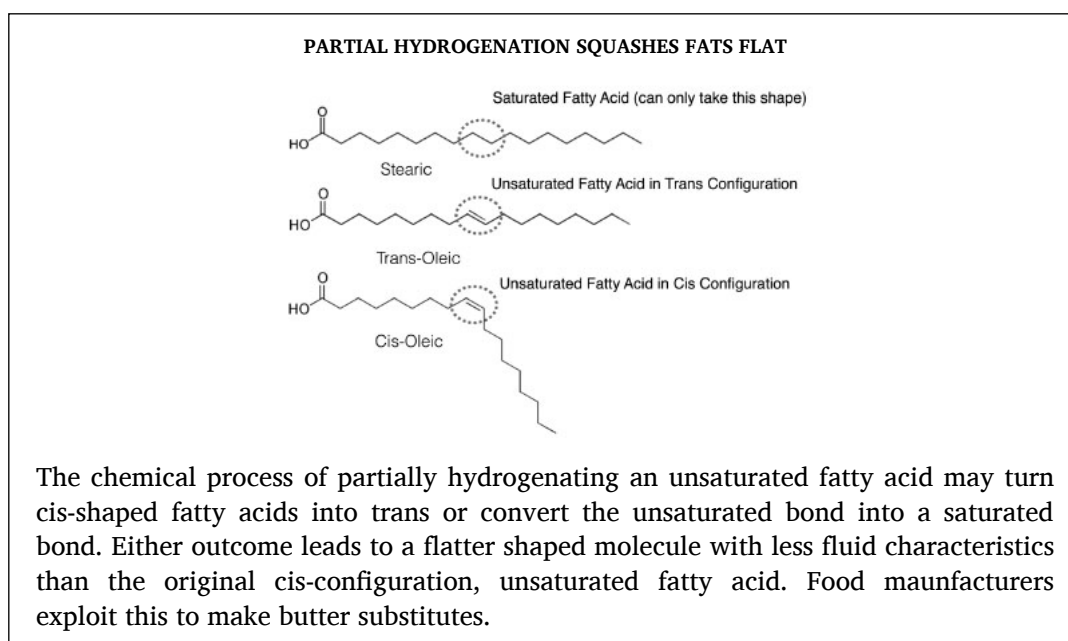 PARTIAL HYDROGENATION SQUASHES FATS FLAT
Saturated Fatty Acid (can only take this shape)
O
HO
Stearic
Unsaturated Fatty Acid in Trans Configuration
O
HO
Trans-Oleic
Unsaturated Fatty Acid in Cis Configuration
O
HO
Cis-Oleic
The chemical process of partially hydrogenating an unsaturated fatty acid may turn
cis-shaped fatty acids into trans or convert the unsaturated bond into a saturated
bond. Either outcome leads to a flatter shaped molecule with less fluid characteristics
than the original cis-configuration, unsaturated fatty acid. Food maunfacturers
exploit this to make butter substitutes.